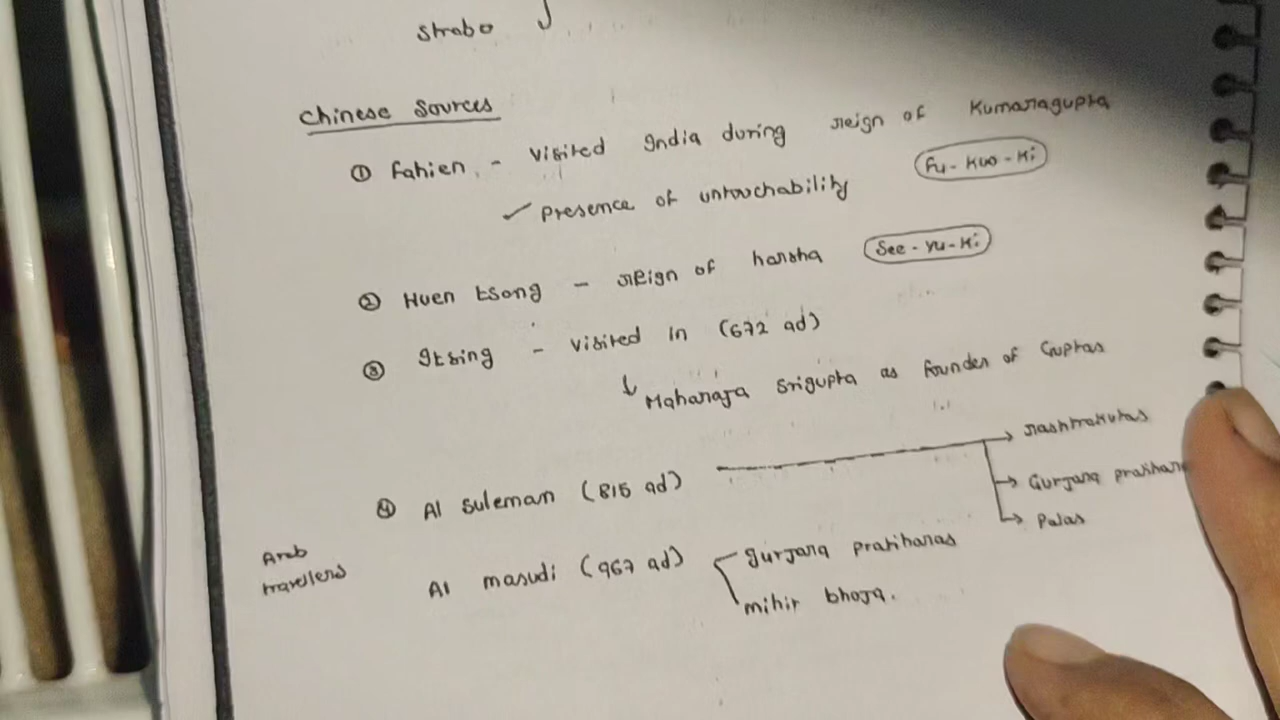 Strabo
Chinese Sources
① Fahien - Visited India during reign of Kumaragupta
Fu-Kuo-Ki
✓ Presence of untouchability
② Huen tsong - reign of harsha See-Yu-Ki
③ Itsing - Visited in (672 ad)
↳ Maharaja Srigupta as founder of Guptas
④ Al Suleman (815 ad) → rashtrakutas
→ Gurjara pratihara
→ Palas
Arab travellers
Al masudi (967 ad) gurjara pratiharas
mihir bhoja.